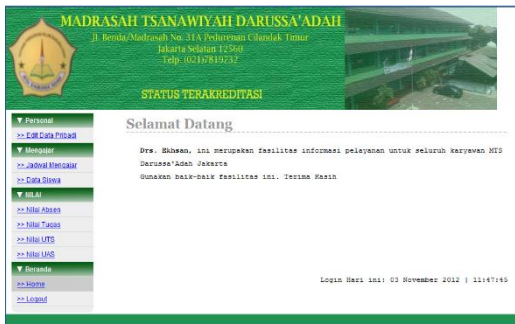 MADRASAH TSANAWIYAH DARUSSA'ADAH
Jl. Benda/Madrasah No. 31A Pedurenan Cilandak Timur
Jakarta Selatan 12560
Telp. (021)7819232
STATUS TERAKREDITASI
▼ Personal
>> Edit Data Pribadi
▼ Mengajar
>> Jadwal Mengajar
>> Data Siswa
▼ NILAI
>> Nilai Absen
>> Nilai Tugas
>> Nilai UTS
>> Nilai UAS
▼ Beranda
>> Home
>> Logout
Selamat Datang
Drs. Ekhsan, ini merupakan fasilitas informasi pelayanan untuk seluruh karyawan MTS
Darussa'Adah Jakarta
Gunakan baik-baik fasilitas ini. Terima Kasih
Login Hari ini: 03 November 2012 | 11:47:45